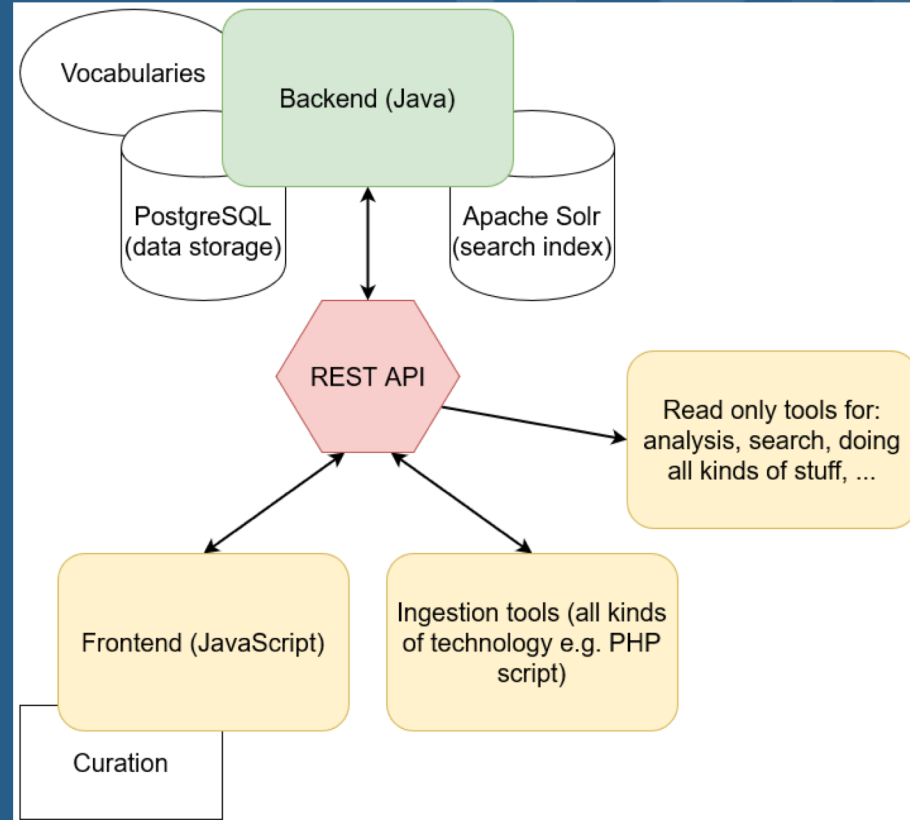 Vocabularies
Backend (Java)
PostgreSQL
(data storage)
Apache Solr
(search index)
REST API
Read only tools for:
analysis, search, doing
all kinds of stuff, ...
Frontend (JavaScript)
Ingestion tools (all kinds
of technology e.g. PHP
script)
Curation